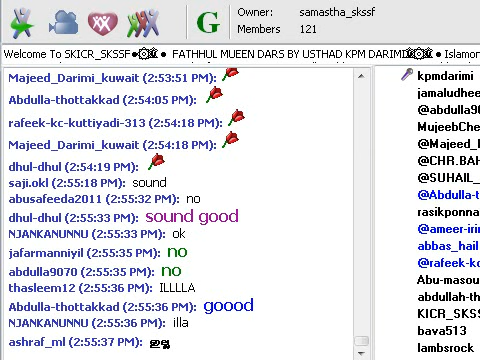 Owner: samastha_skssf
Members 121
Welcome To SKICR_SKSSF FATHHUL MUEEN DARS BY USTHAD KPM DARIMI Islamon
Majeed_Darimi_kuwait (2:53:51 PM):
Abdulla-thottakkad (2:54:05 PM):
rafeek-kc-kuttiyadi-313 (2:54:18 PM):
Majeed_Darimi_kuwait (2:54:18 PM):
dhul-dhul (2:54:19 PM):
saji.okl (2:55:18 PM): sound
abusafeeda2011 (2:55:32 PM): no
dhul-dhul (2:55:33 PM): sound good
NJANKANUNNU (2:55:33 PM): ok
jafarmanniyil (2:55:35 PM): no
abdulla9070 (2:55:35 PM): no
thasleem12 (2:55:36 PM): ILLLLA
Abdulla-thottakkad (2:55:36 PM): goood
NJANKANUNNU (2:55:36 PM): illa
ashraf_ml (2:55:37 PM): ഇല്ല
kpmdarimi
jamaludhee
@abdulla90
MujeebChe
@Majeed_I
@CHR.BAH
@SUHAIL_
@Abdulla-t
rasikponna
@ameer-irin
abbas_hail
@rafeek-kc
Abu-masou
abdullah-th
KICR_SKSS
bava513
lambsrock